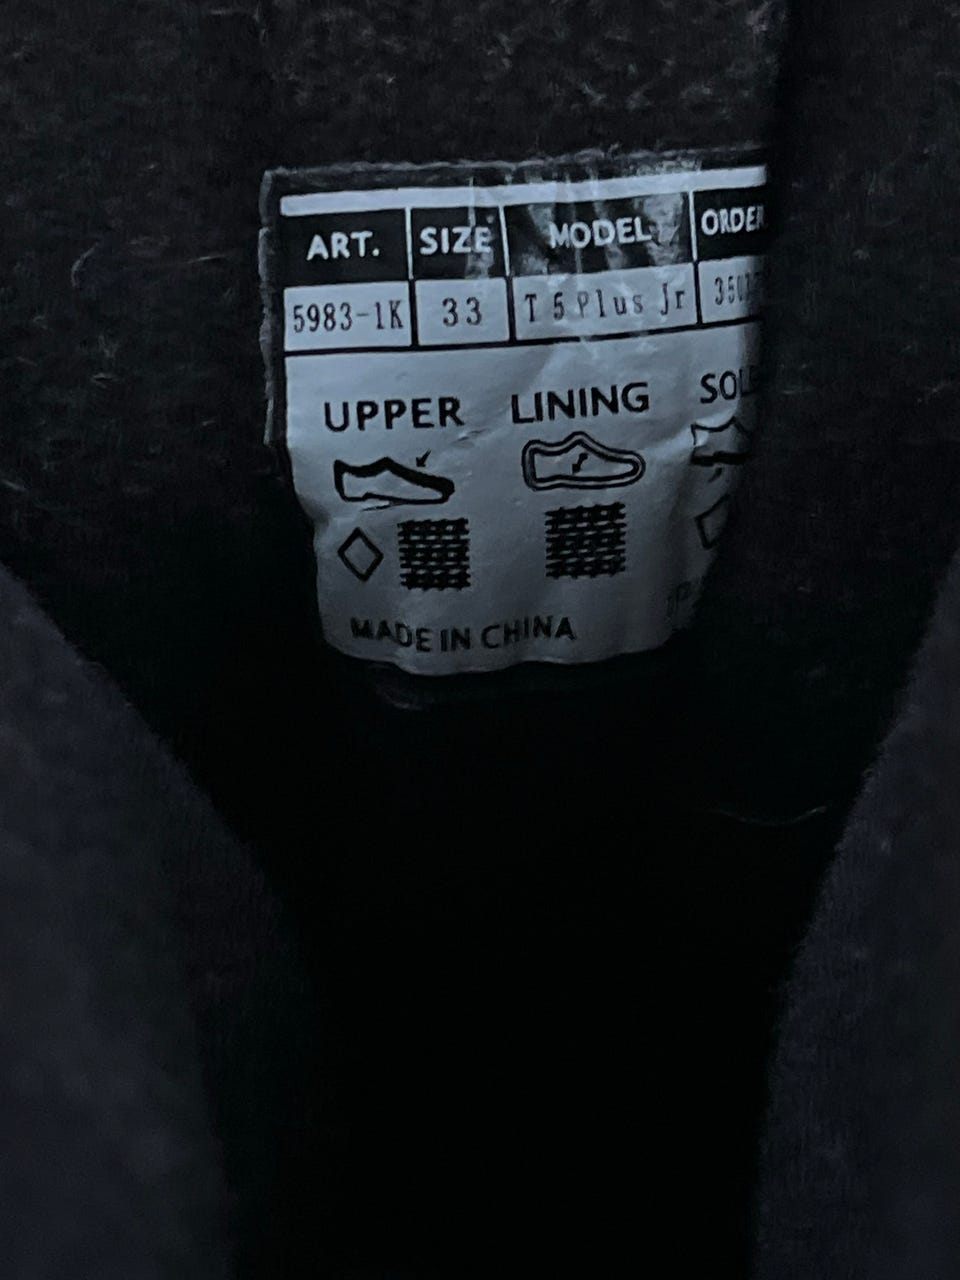 ART. SIZE MODEL
5983-1K 33 T 5 Plus Jr
UPPER LINING
MADE IN CHINA